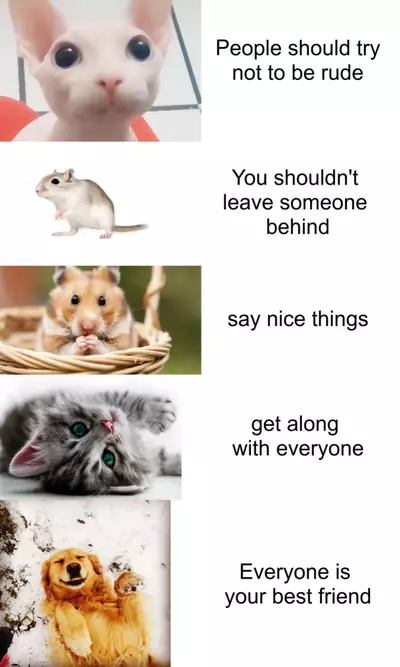 People should try
not to be rude
You shouldn't
leave someone
behind
say nice things
get along
with everyone
Everyone is
your best friend